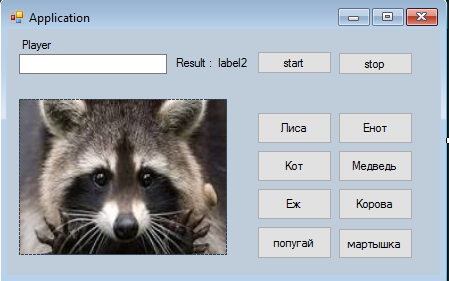 Application
Player
Result : label2 start stop
Лиса Енот
Кот Медведь
Еж Корова
попугай мартышка